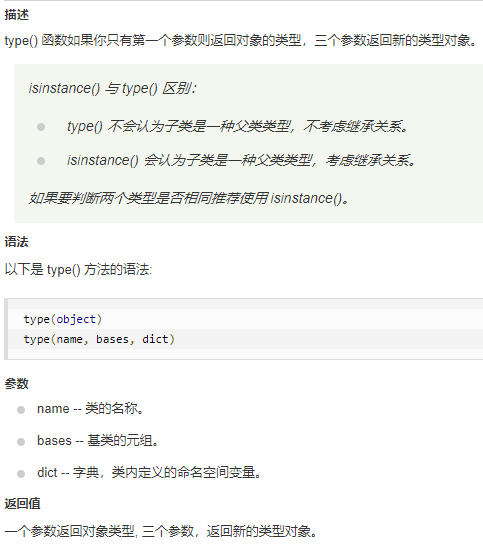 描述
type() 函数如果你只有第一个参数则返回对象的类型，三个参数返回新的类型对象。
isinstance() 与 type() 区别：
type() 不会认为子类是一种父类类型，不考虑继承关系。
isinstance() 会认为子类是一种父类类型，考虑继承关系。
如果要判断两个类型是否相同推荐使用 isinstance()。
语法
以下是 type() 方法的语法:
type(object)
type(name, bases, dict)
参数
name -- 类的名称。
bases -- 基类的元组。
dict -- 字典，类内定义的命名空间变量。
返回值
一个参数返回对象类型, 三个参数，返回新的类型对象。